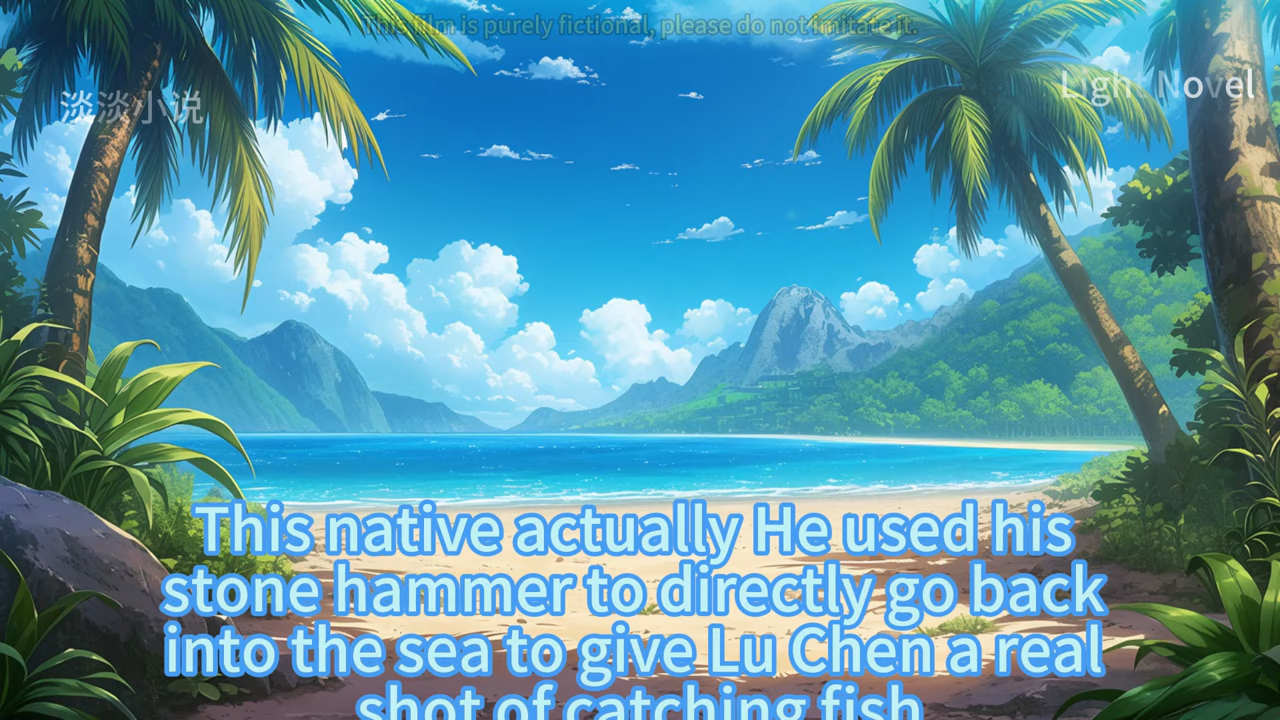 This film is purely fictional, please do not imitate it.
淡淡小说
Light Novel
This native actually He used his
stone hammer to directly go back
into the sea to give Lu Chen a real
shot of catching fish